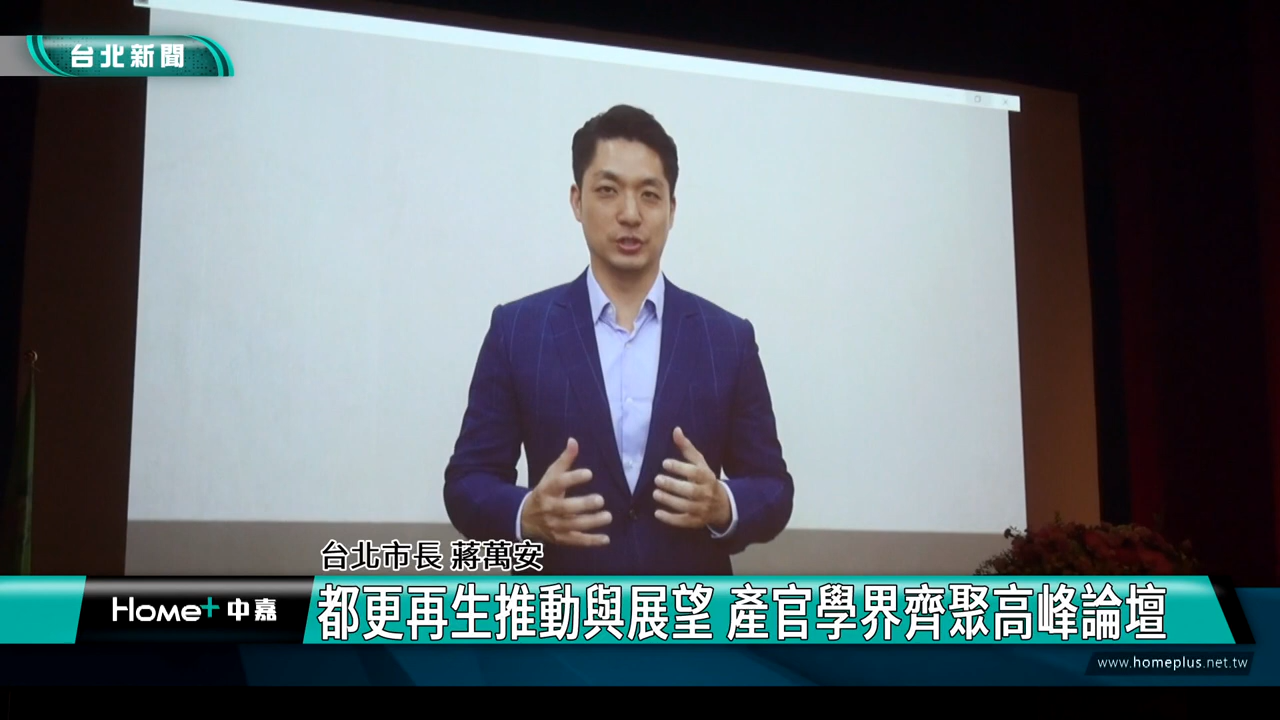 台北新聞
台北市長 蔣萬安
Home+ 中嘉
都更再生推動與展望 產官學界齊聚高峰論壇
www.homeplus.net.tw